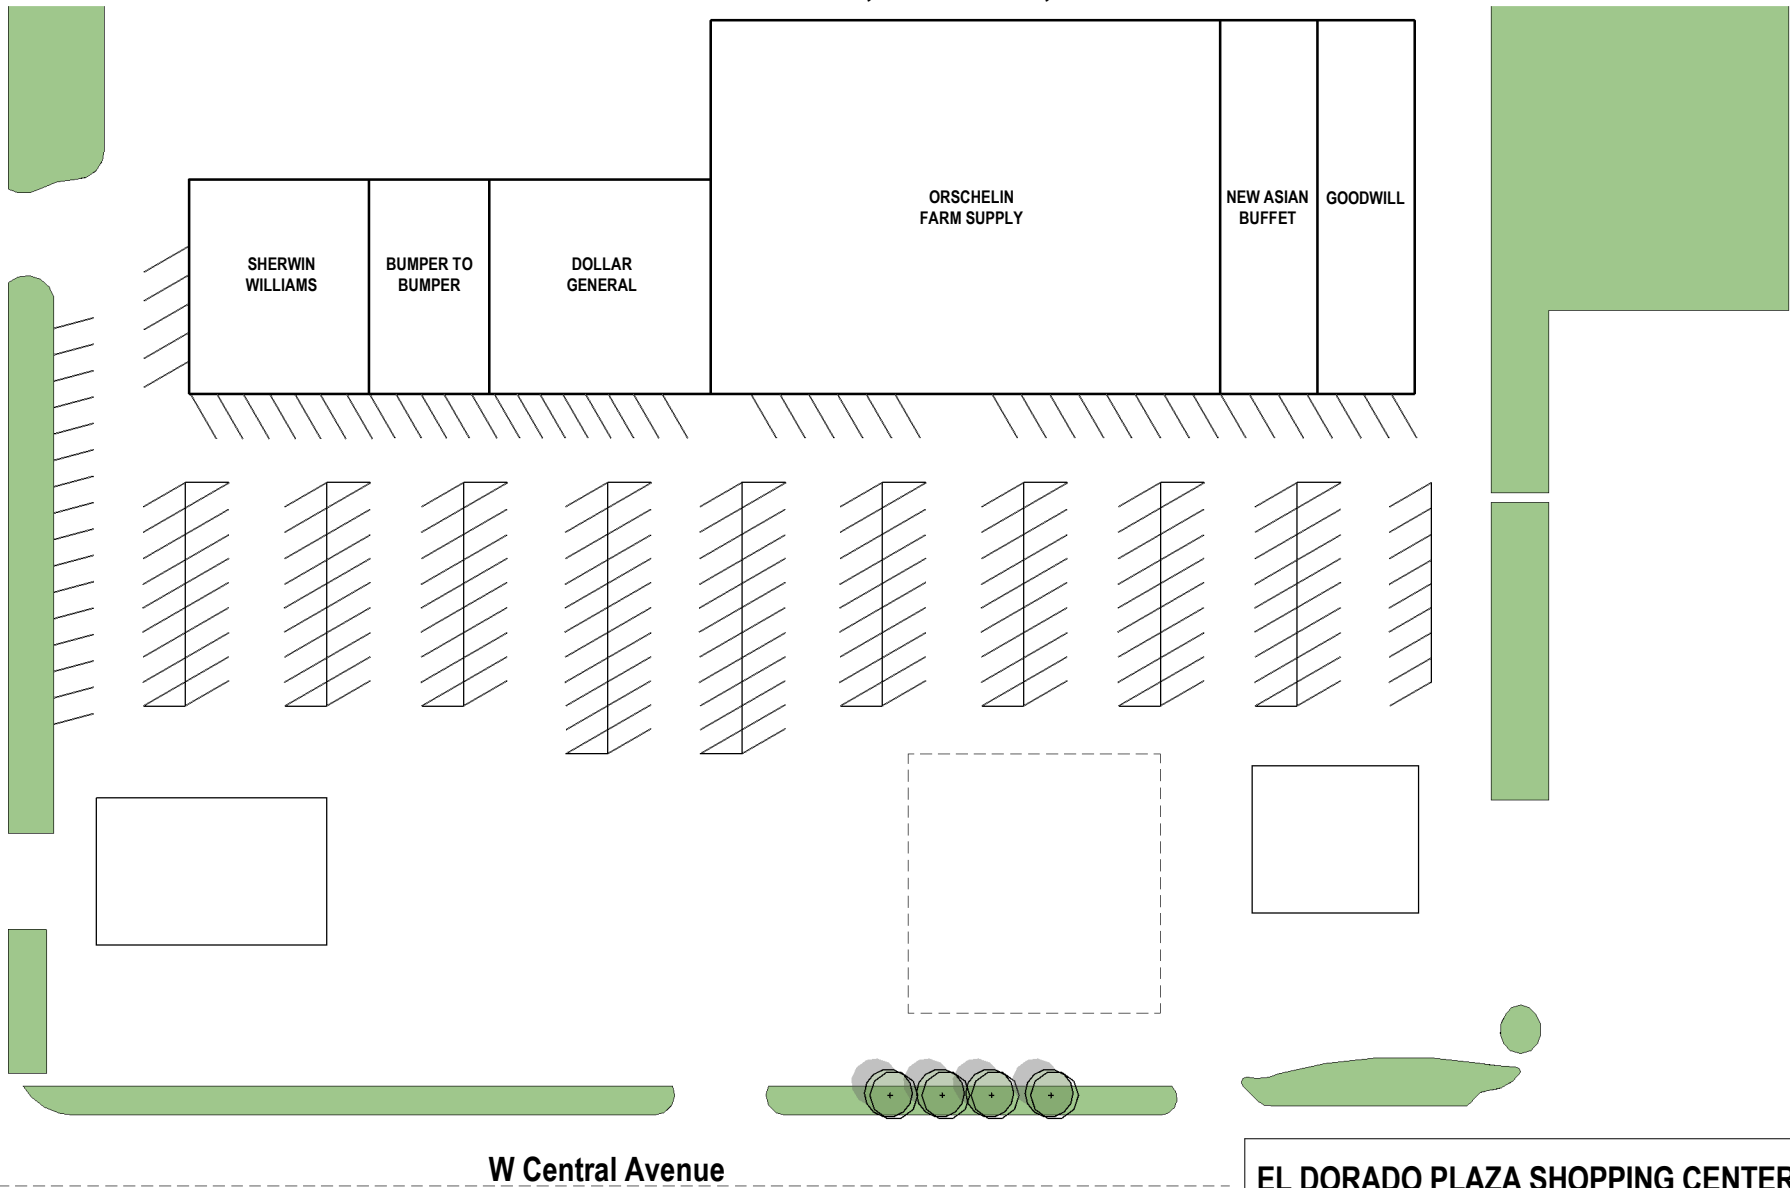 ORSCHELIN
FARM SUPPLY
NEW ASIAN
BUFFET
GOODWILL
SHERWIN
WILLIAMS
BUMPER TO
BUMPER
DOLLAR
GENERAL
W Central Avenue
EL DORADO PLAZA SHOPPING CENTER